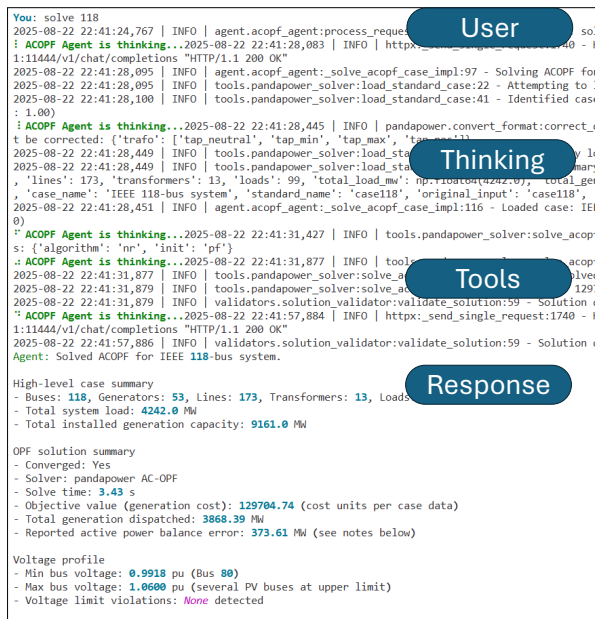 You: solve 118
2025-08-22 22:41:24,767 | INFO | agent.acopf_agent:process_reque
User
⠸ ACOPF Agent is thinking...2025-08-22 22:41:28,083 | INFO | httpx:_send_single_request:1740 - H
1:11444/v1/chat/completions "HTTP/1.1 200 OK"
2025-08-22 22:41:28,095 | INFO | agent.acopf_agent:_solve_acopf_case_impl:97 - Solving ACOPF for
2025-08-22 22:41:28,095 | INFO | tools.pandapower_solver:load_standard_case:22 - Attempting to l
2025-08-22 22:41:28,100 | INFO | tools.pandapower_solver:load_standard_case:41 - Identified case
: 1.00)
ACOPF Agent is thinking...2025-08-22 22:41:28,445 | INFO | pandapower.convert_format:correct_d
t be corrected: {'trafo': ['tap_neutral', 'tap_min', 'tap_max', 'tap_pos']}
2025-08-22 22:41:28,449 | INFO | tools.pandapower_solver:load_sta
Thinking
2025-08-22 22:41:28,449 | INFO | tools.pandapower_solver:load_sta
, 'lines': 173, 'transformers': 13, 'loads': 99, 'total_load_mw': np.float64(4242.0), 'total_gen
, 'case_name': 'IEEE 118-bus system', 'standard_name': 'case118', 'original_input': 'case118',
2025-08-22 22:41:28,451 | INFO | agent.acopf_agent:_solve_acopf_case_impl:116 - Loaded case: IEE
0)
ACOPF Agent is thinking...2025-08-22 22:41:31,427 | INFO | tools.pandapower_solver:solve_acopf
s: {'algorithm': 'nr', 'init': 'pf'}
ACOPF Agent is thinking...2025-08-22 22:41:31,877 | INFO |
2025-08-22 22:41:31,877 | INFO | tools.pandapower_solver:solve_a
Tools
2025-08-22 22:41:31,879 | INFO | tools.pandapower_solver:solve_a
2025-08-22 22:41:31,879 | INFO | validators.solution_validator:validate_solution:59 - Solution c
ACOPF Agent is thinking...2025-08-22 22:41:57,884 | INFO | httpx:_send_single_request:1740 - H
1:11444/v1/chat/completions "HTTP/1.1 200 OK"
2025-08-22 22:41:57,886 | INFO | validators.solution_validator:validate_solution:59 - Solution c
Agent: Solved ACOPF for IEEE 118-bus system.
Response
High-level case summary
- Buses: 118, Generators: 53, Lines: 173, Transformers: 13, Loads
- Total system load: 4242.0 MW
- Total installed generation capacity: 9161.0 MW
OPF solution summary
- Converged: Yes
- Solver: pandapower AC-OPF
- Solve time: 3.43 s
- Objective value (generation cost): 129704.74 (cost units per case data)
- Total generation dispatched: 3868.39 MW
- Reported active power balance error: 373.61 MW (see notes below)
Voltage profile
- Min bus voltage: 0.9918 pu (Bus 80)
- Max bus voltage: 1.0600 pu (several PV buses at upper limit)
- Voltage limit violations: None detected